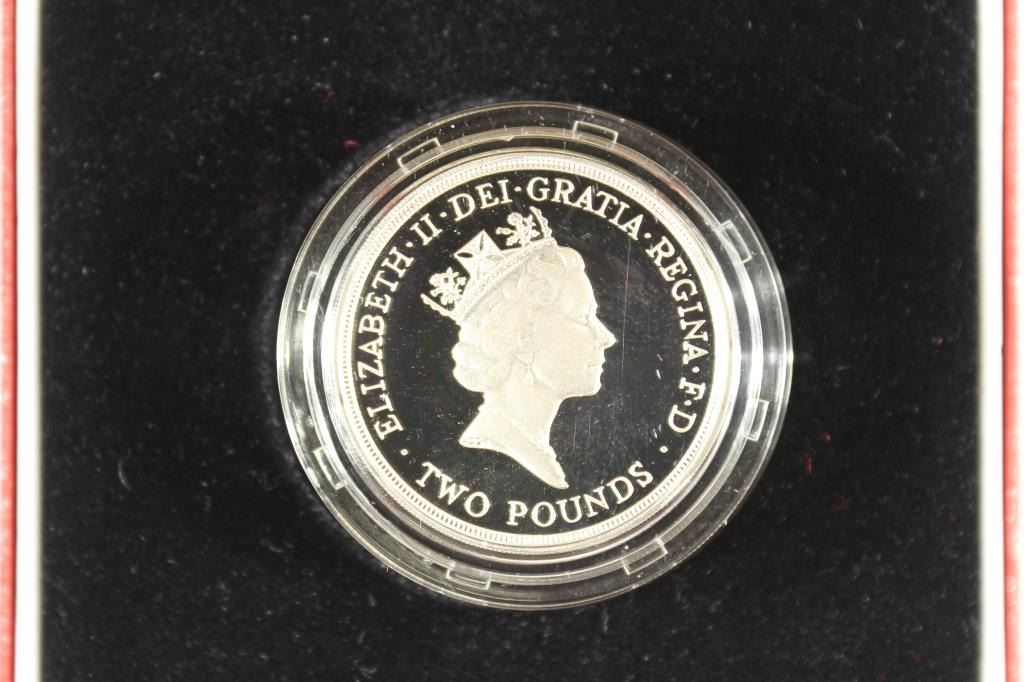 · ELIZABETH · II · DEI · GRATIA · REGINA · F · D ·
TWO POUNDS